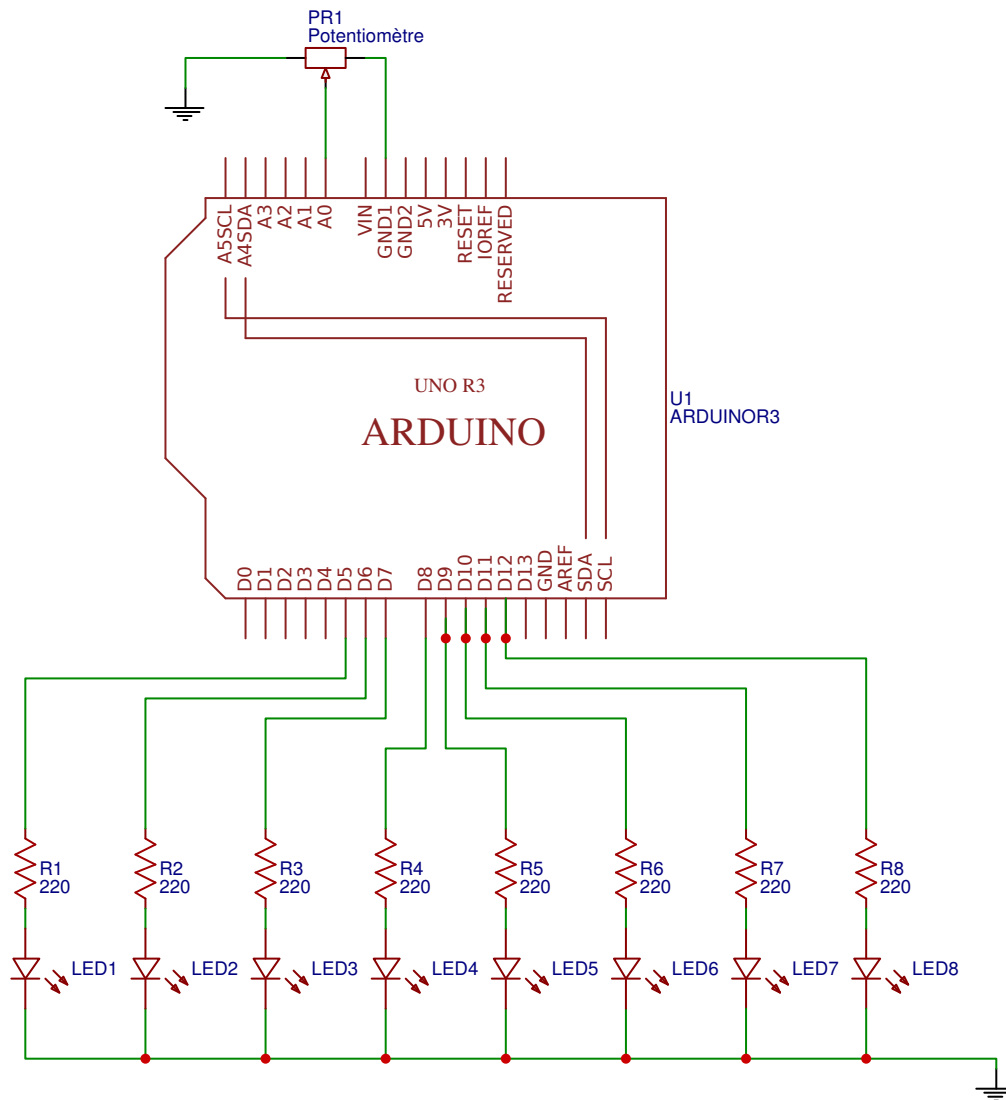 PR1
Potentiomètre
A5SCL
A4SDA
A3
A2
A1
A0
VIN
GND1
GND2
5V
3V
RESET
IOREF
RESERVED
UNO R3
ARDUINO
U1
ARDUINOR3
D0
D1
D2
D3
D4
D5
D6
D7
D8
D9
D10
D11
D12
D13
GND
AREF
SDA
SCL
R1
220
R2
220
R3
220
R4
220
R5
220
R6
220
R7
220
R8
220
LED1
LED2
LED3
LED4
LED5
LED6
LED7
LED8